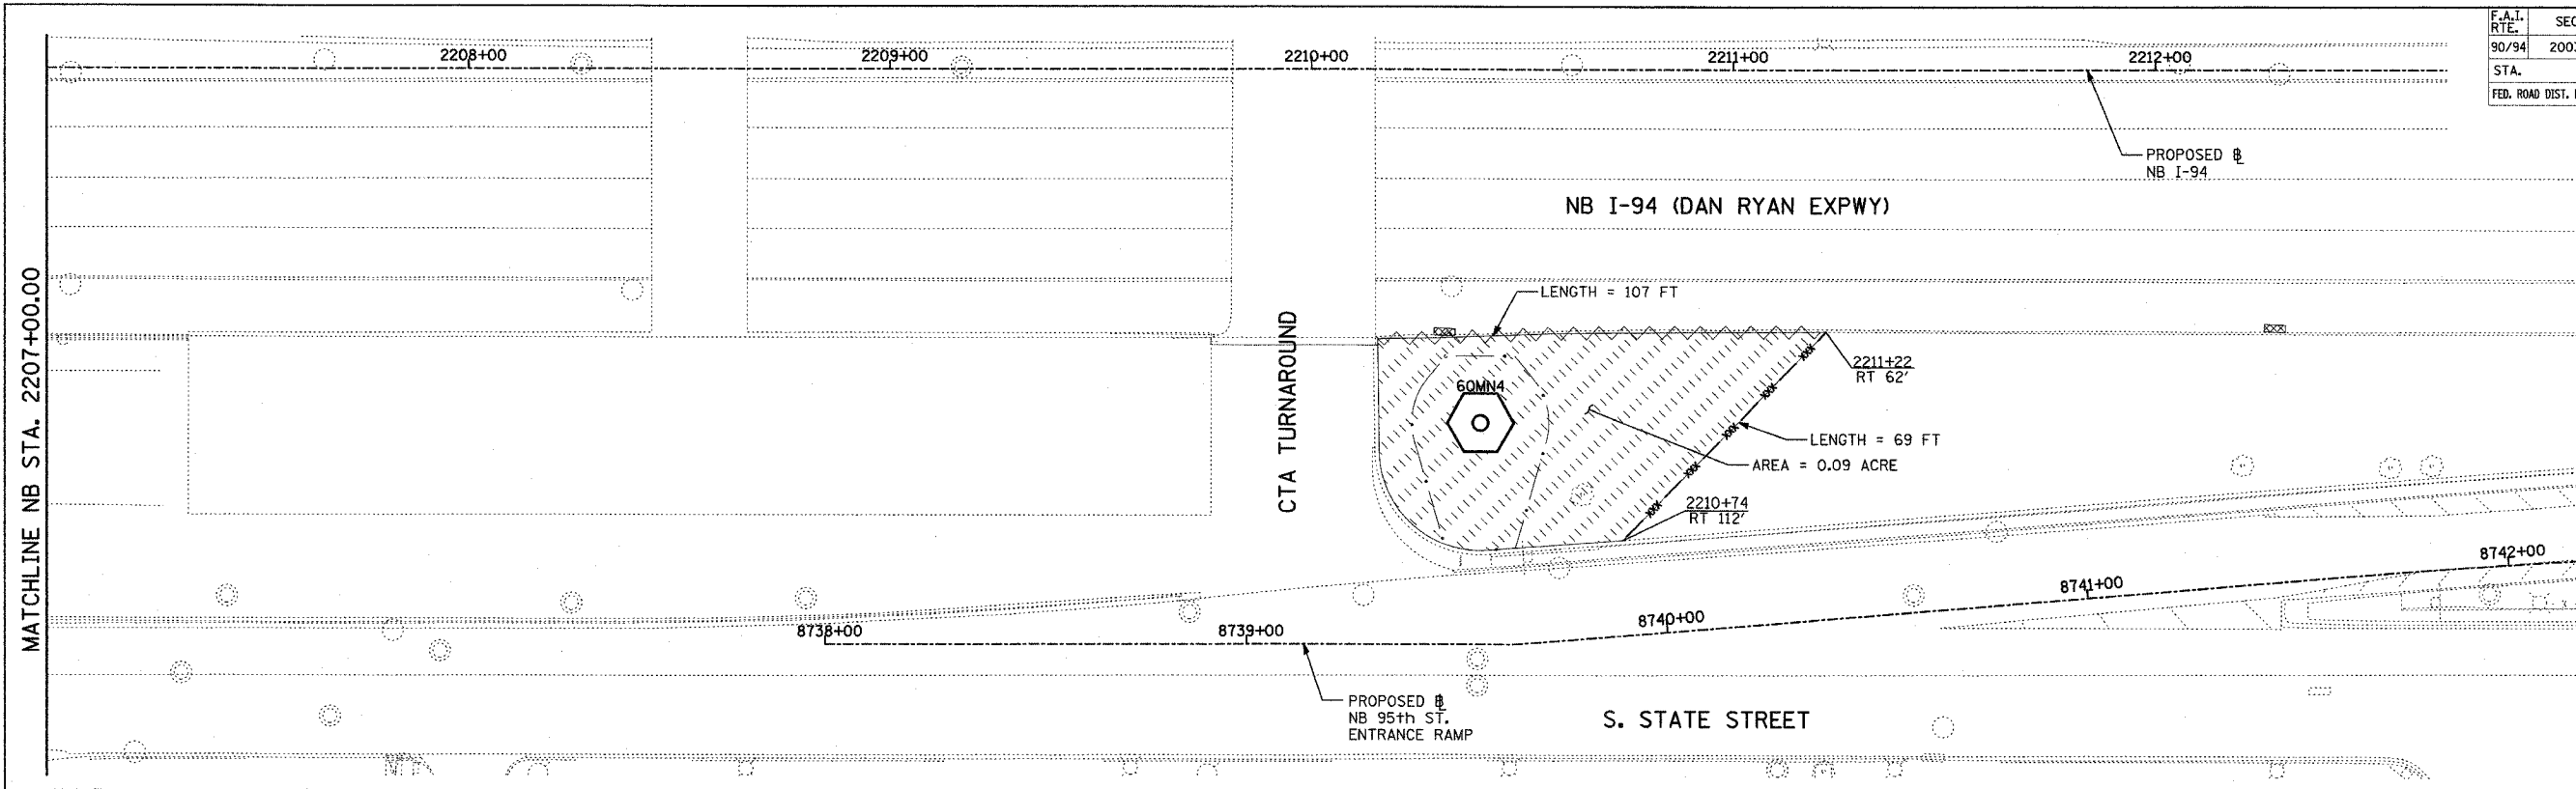 F.A.I.
RTE.
SEC
90/94
2003
STA.
FED. ROAD DIST.
2208+00
2209+00
2210+00
2211+00
2212+00
PROPOSED ⅊
NB I-94
NB I-94 (DAN RYAN EXPWY)
MATCHLINE NB STA. 2207+00.00
CTA TURNAROUND
LENGTH = 107 FT
2211+22
RT 62'
60MN4
LENGTH = 69 FT
AREA = 0.09 ACRE
2210+74
RT 112'
8738+00
8739+00
8740+00
8741+00
8742+00
PROPOSED ⅊
NB 95th ST.
ENTRANCE RAMP
S. STATE STREET